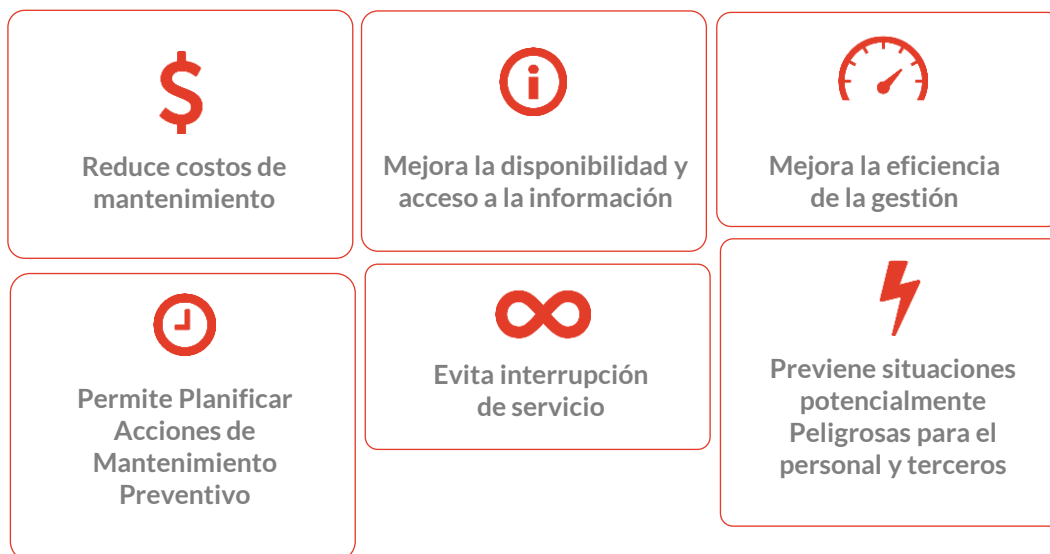 Reduce costos de
mantenimiento
Mejora la disponibilidad y
acceso a la información
Mejora la eficiencia
de la gestión
Permite Planificar
Acciones de
Mantenimiento
Preventivo
Evita interrupción
de servicio
Previene situaciones
potencialmente
Peligrosas para el
personal y terceros